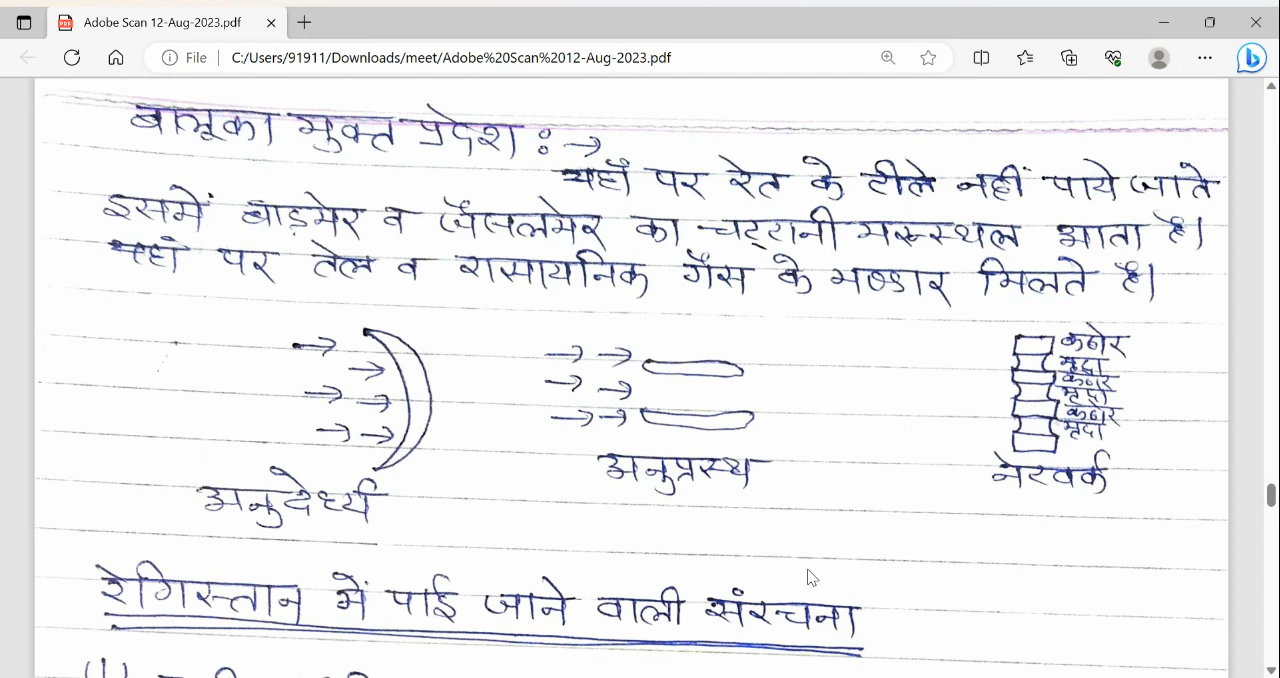 Adobe Scan 12-Aug-2023.pdf
File C:/Users/91911/Downloads/meet/Adobe%20Scan%2012-Aug-2023.pdf
बालूका मुक्त प्रदेश :→
यहाँ पर रेत के टीले नहीं पाये जाते
इसमें बाड़मेर व जैसलमेर का चट्टानी मरूस्थल आता है।
यहां पर तेल व रासायनिक गैस के भण्डार मिलते है।
कठोर
मृदा
कठोर
मृदा
कठोर
मृदा
अनुदेर्ध्य
अनुप्रस्थ
नेरवर्क
रेगिस्तान में पाई जाने वाली संरचना
(1)